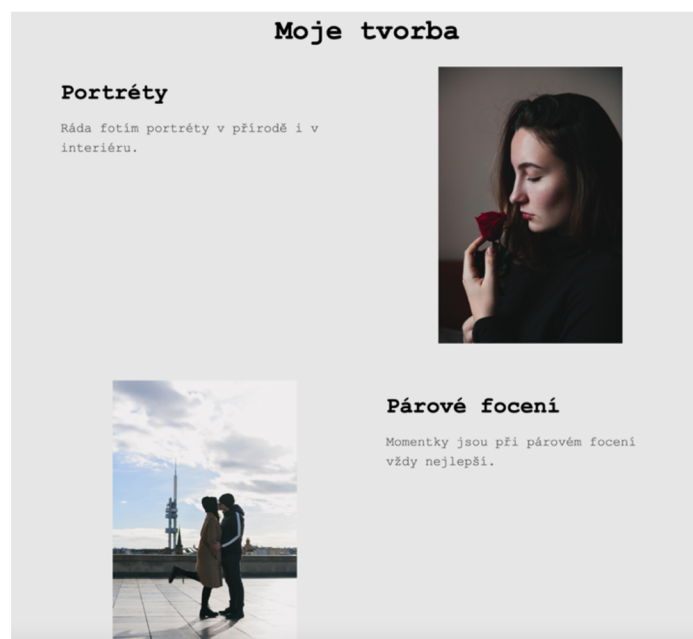 Moje tvorba
Portréty
Ráda fotím portréty v přírodě i v
interiéru.
Párové focení
Momentky jsou při párovém focení
vždy nejlepší.